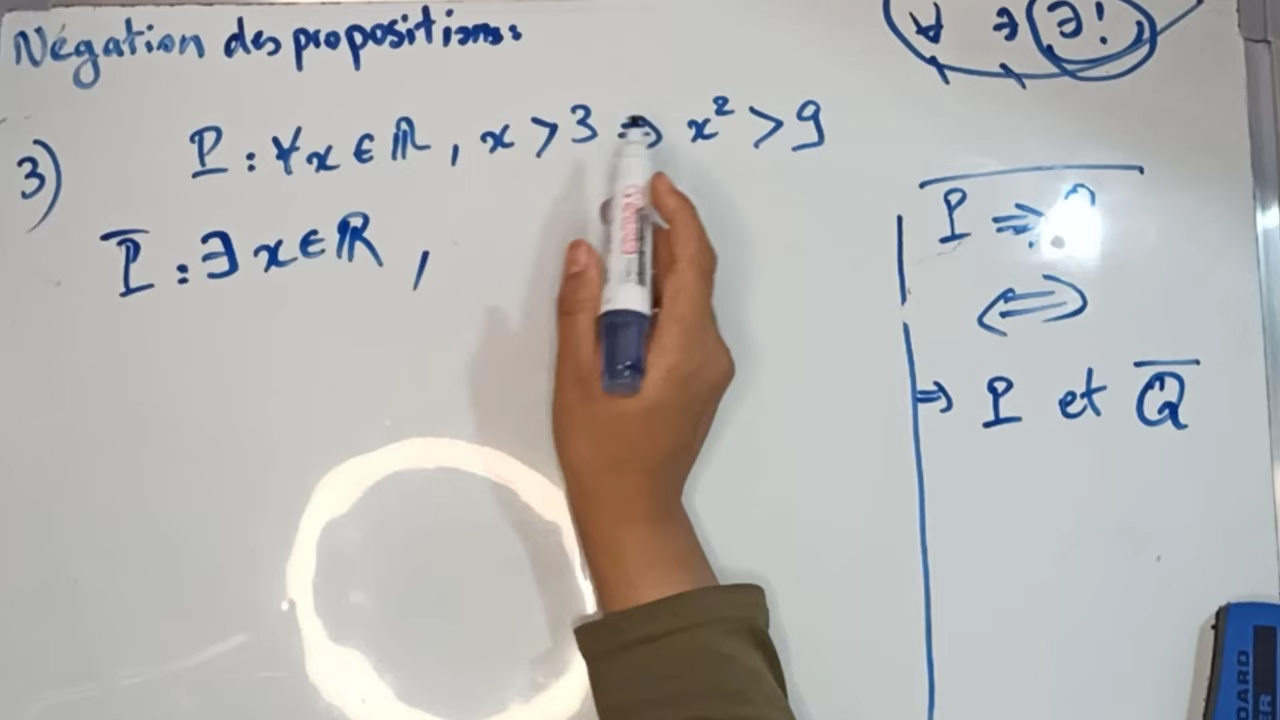 Négation des propositions:
∀ ∃ ∃!
3) P : ∀x ∈ ℝ, x > 3 ⇒ x² > 9
P̅ : ∃ x ∈ ℝ,
P ⇒
⇔
⇒ P et Q̅